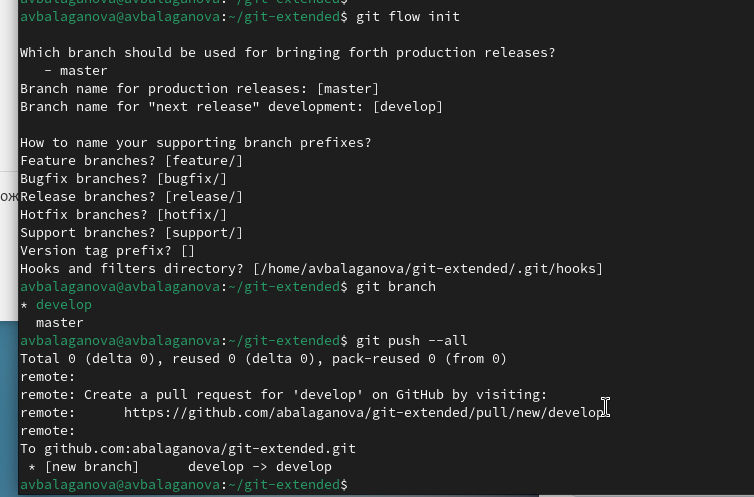 avbalaganova@avbalaganova:~/git-extended$ git flow init
Which branch should be used for bringing forth production releases?
   - master
Branch name for production releases: [master]
Branch name for "next release" development: [develop]
How to name your supporting branch prefixes?
Feature branches? [feature/]
Bugfix branches? [bugfix/]
Release branches? [release/]
Hotfix branches? [hotfix/]
Support branches? [support/]
Version tag prefix? []
Hooks and filters directory? [/home/avbalaganova/git-extended/.git/hooks]
avbalaganova@avbalaganova:~/git-extended$ git branch
* develop
  master
avbalaganova@avbalaganova:~/git-extended$ git push --all
Total 0 (delta 0), reused 0 (delta 0), pack-reused 0 (from 0)
remote:
remote: Create a pull request for 'develop' on GitHub by visiting:
remote:      https://github.com/abalaganova/git-extended/pull/new/develop
remote:
To github.com:abalaganova/git-extended.git
 * [new branch]      develop -> develop
avbalaganova@avbalaganova:~/git-extended$